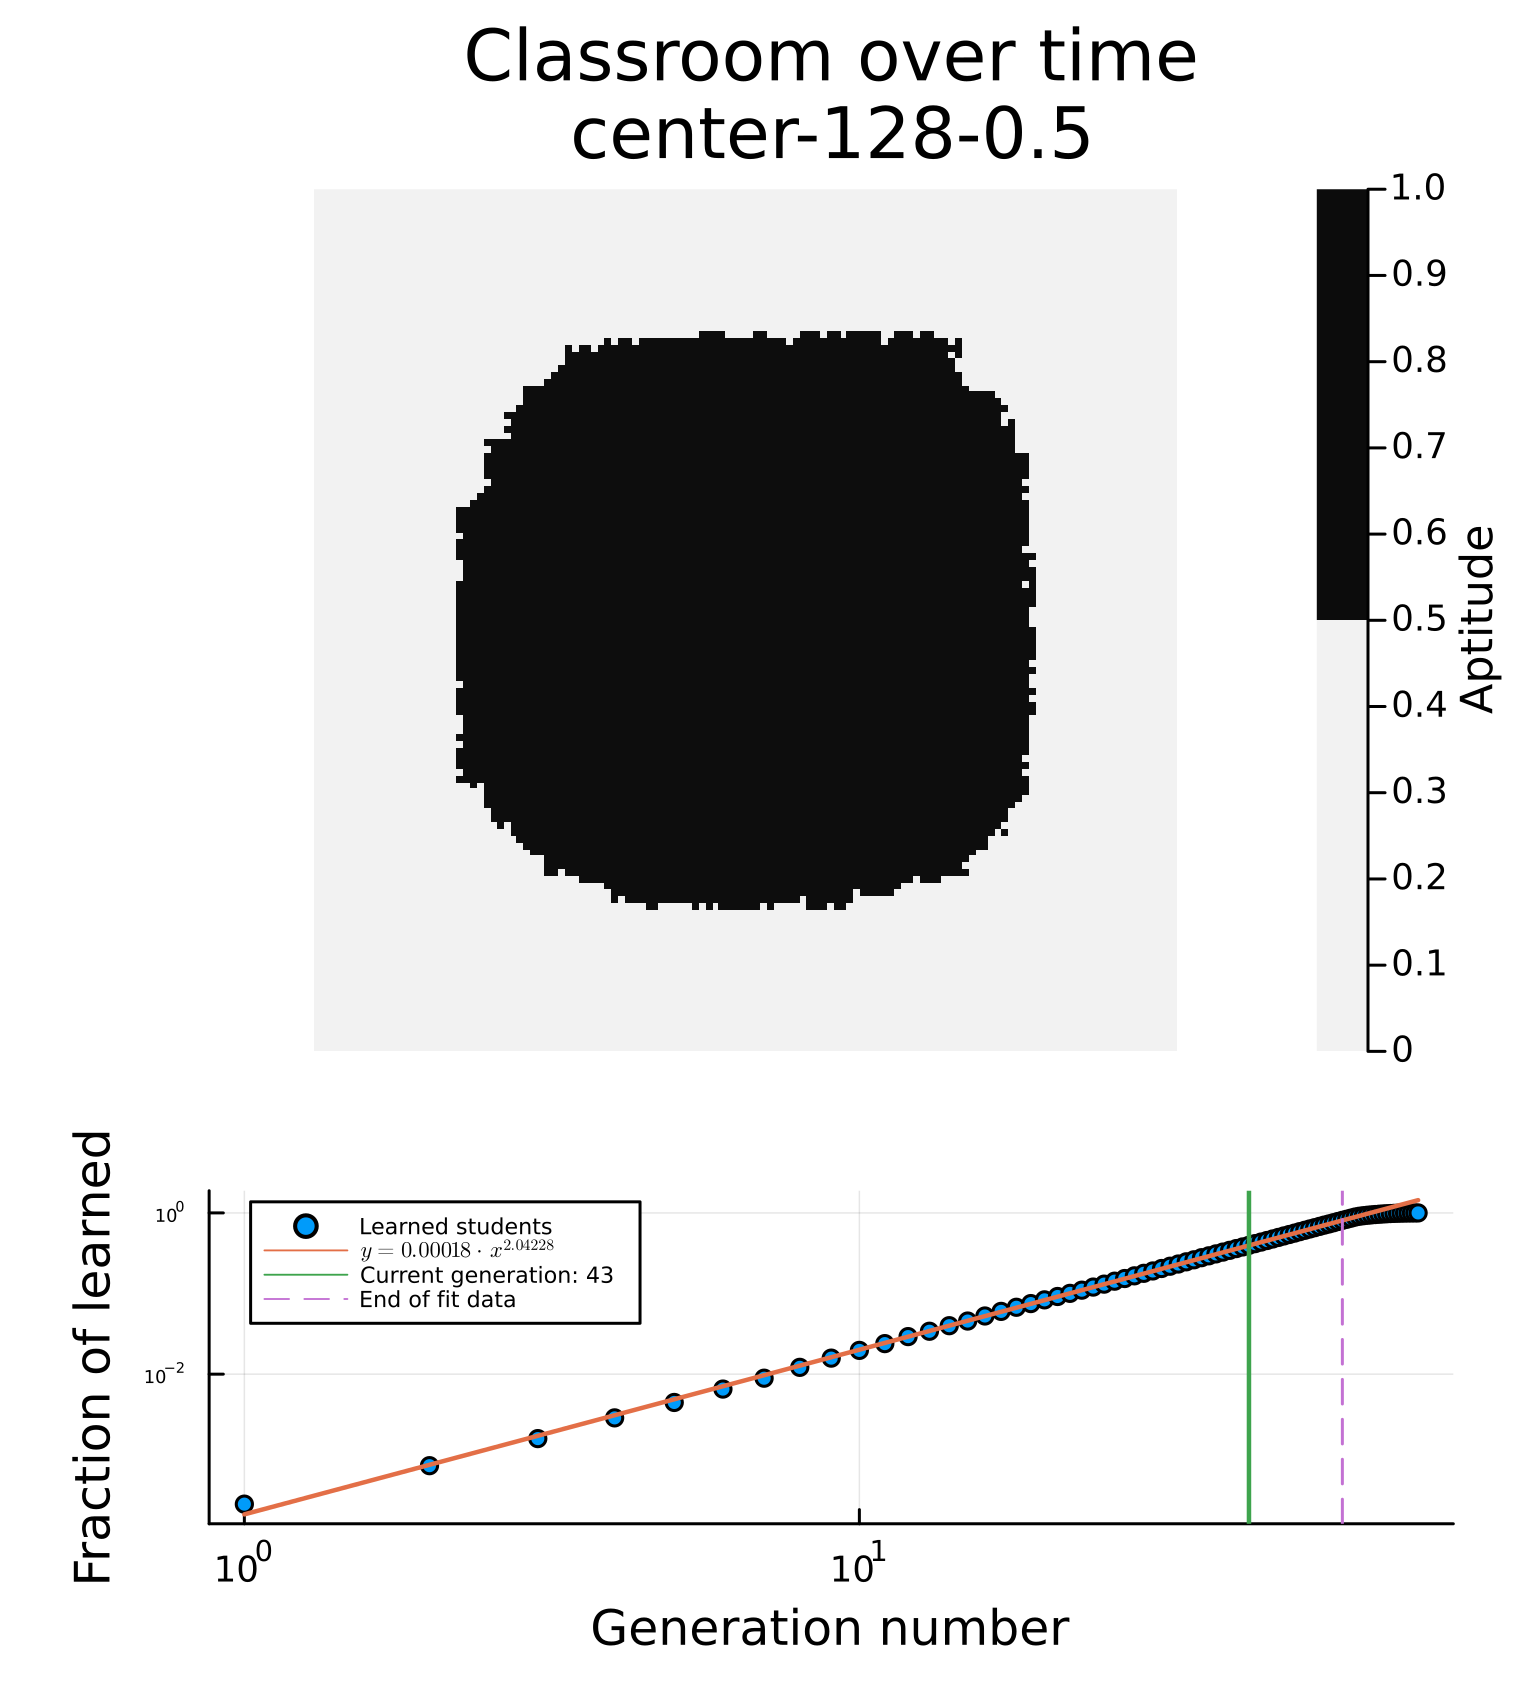 Classroom over time
center-128-0.5
1.0
0.9
0.8
0.7
0.6
0.5
0.4
0.3
0.2
0.1
0
Aptitude
Fraction of learned
10⁰
10⁻²
Learned students
y = 0.00018 · x^2.04228
Current generation: 43
End of fit data
10⁰
10¹
Generation number